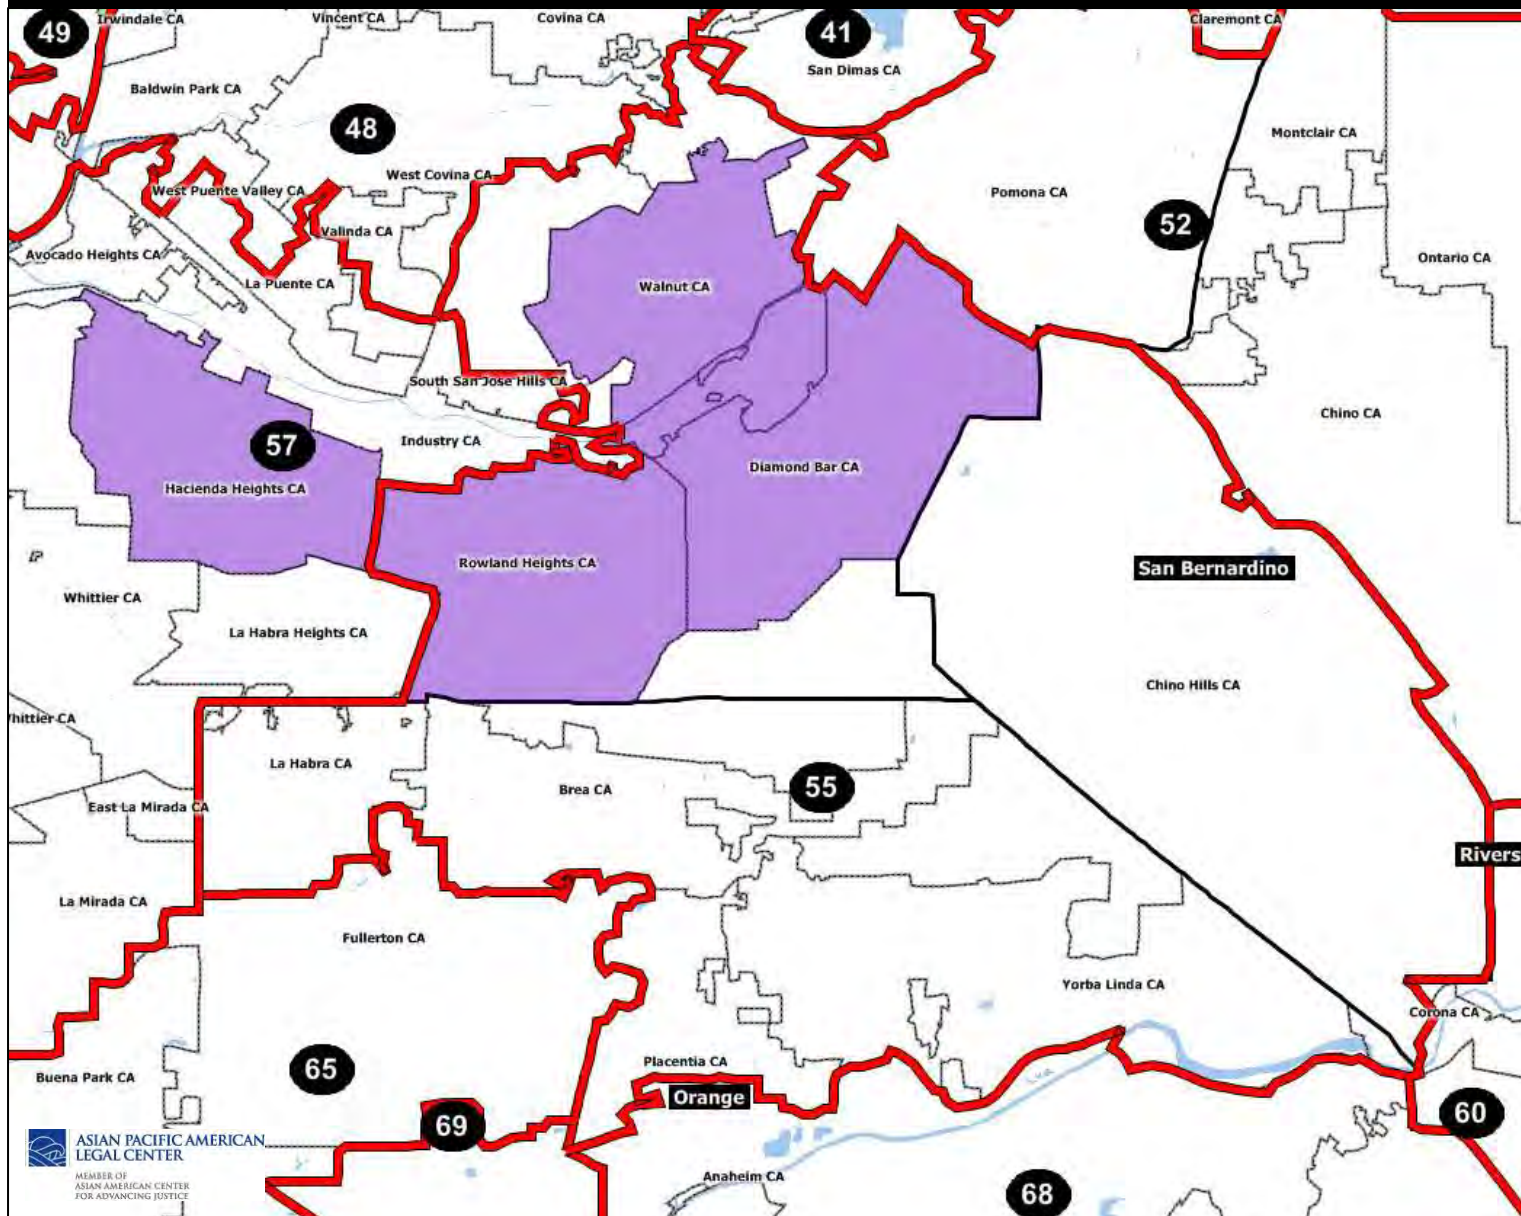 Irwindale CA
Vincent CA
Covina CA
Claremont CA
49
41
San Dimas CA
Baldwin Park CA
48
Montclair CA
West Covina CA
West Puente Valley CA
Pomona CA
52
Valinda CA
Avocado Heights CA
La Puente CA
Walnut CA
Ontario CA
South San Jose Hills CA
Chino CA
57
Industry CA
Diamond Bar CA
Hacienda Heights CA
Rowland Heights CA
San Bernardino
Whittier CA
La Habra Heights CA
Chino Hills CA
hittier CA
La Habra CA
Brea CA
55
East La Mirada CA
Rivers
La Mirada CA
Fullerton CA
Yorba Linda CA
Corona CA
Placentia CA
65
Buena Park CA
Orange
60
69
ASIAN PACIFIC AMERICAN
LEGAL CENTER
MEMBER OF
ASIAN AMERICAN CENTER
FOR ADVANCING JUSTICE
Anaheim CA
68